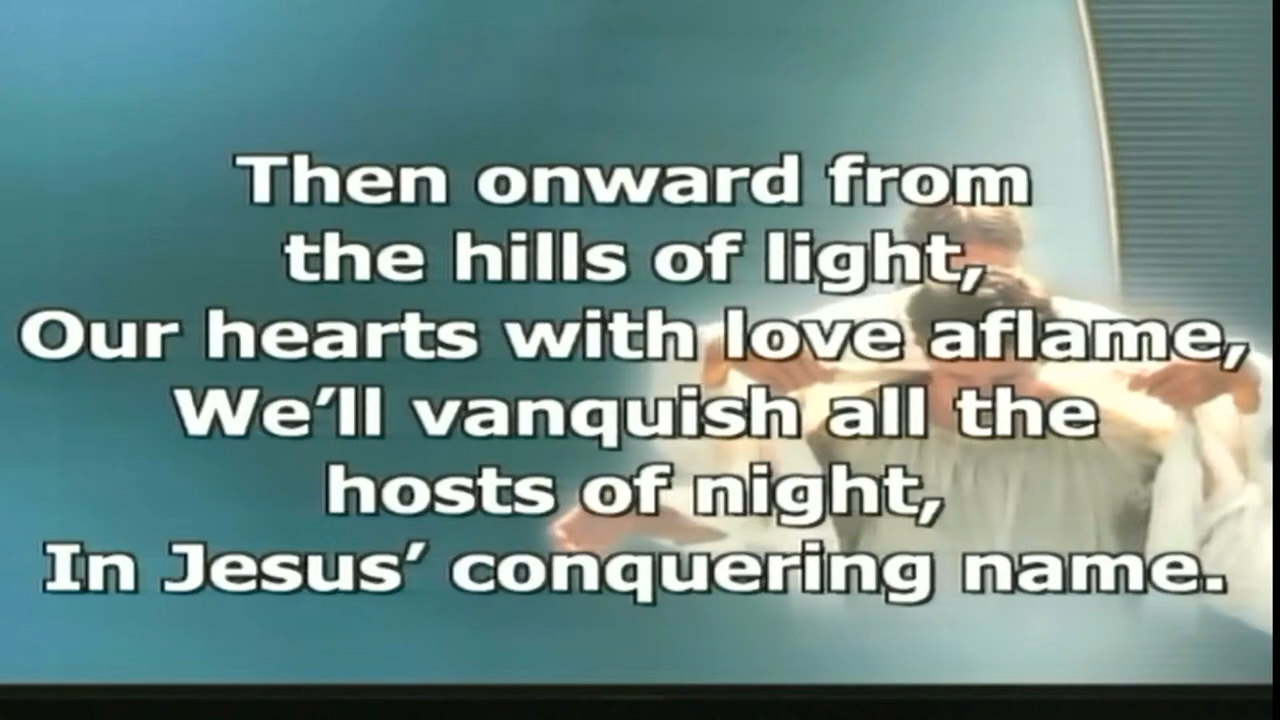 Then onward from
the hills of light,
Our hearts with love aflame,
We’ll vanquish all the
hosts of night,
In Jesus’ conquering name.